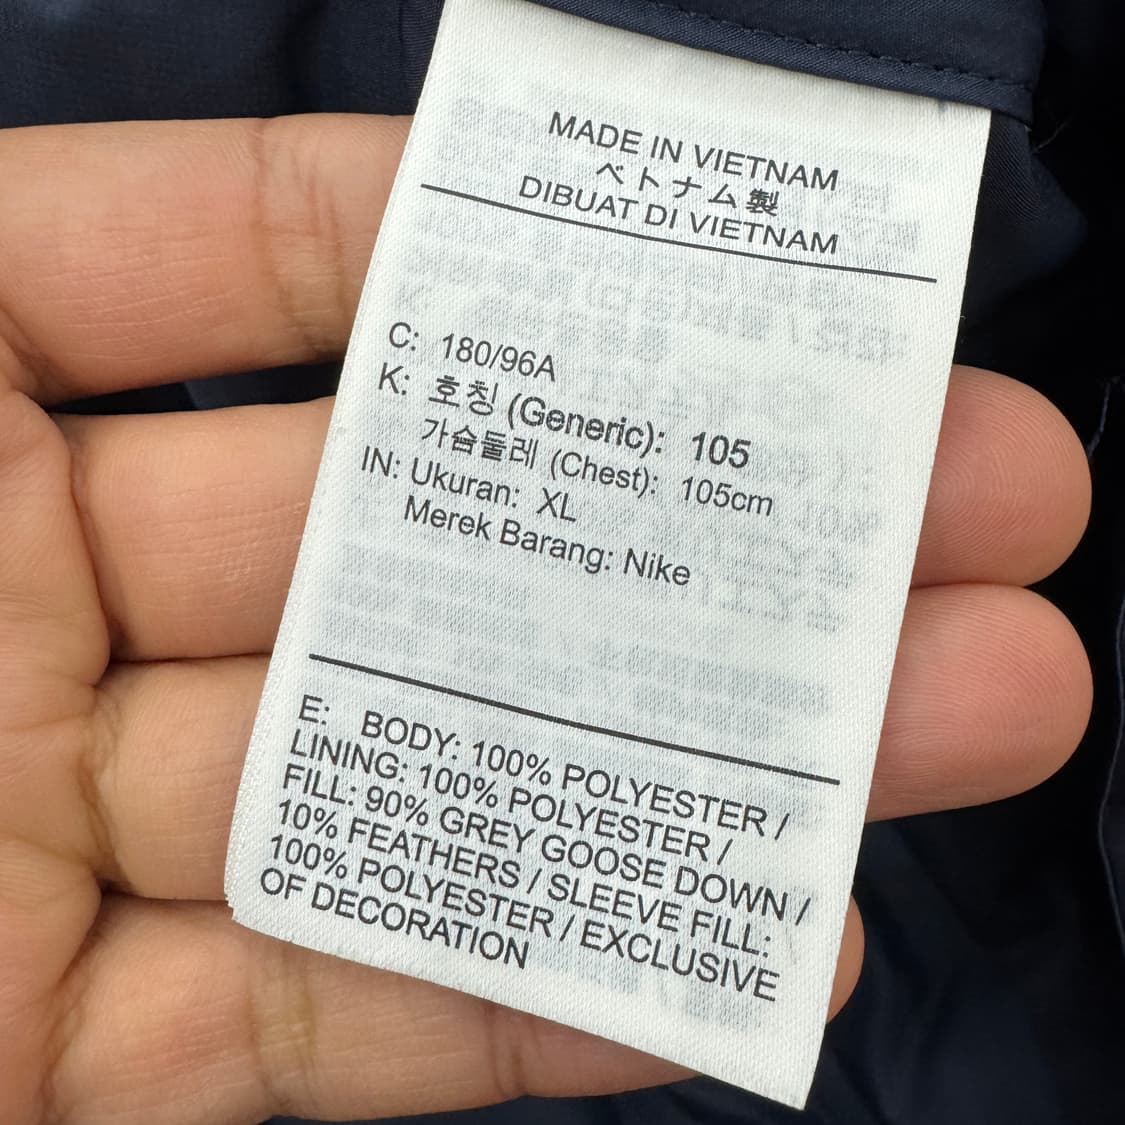 MADE IN VIETNAM
ベトナム製
DIBUAT DI VIETNAM
C: 180/96A
K: 호칭 (Generic): 105
가슴둘레 (Chest): 105cm
IN: Ukuran: XL
Merek Barang: Nike
E: BODY: 100% POLYESTER /
LINING: 100% POLYESTER /
FILL: 90% GREY GOOSE DOWN /
10% FEATHERS / SLEEVE FILL:
100% POLYESTER / EXCLUSIVE
OF DECORATION